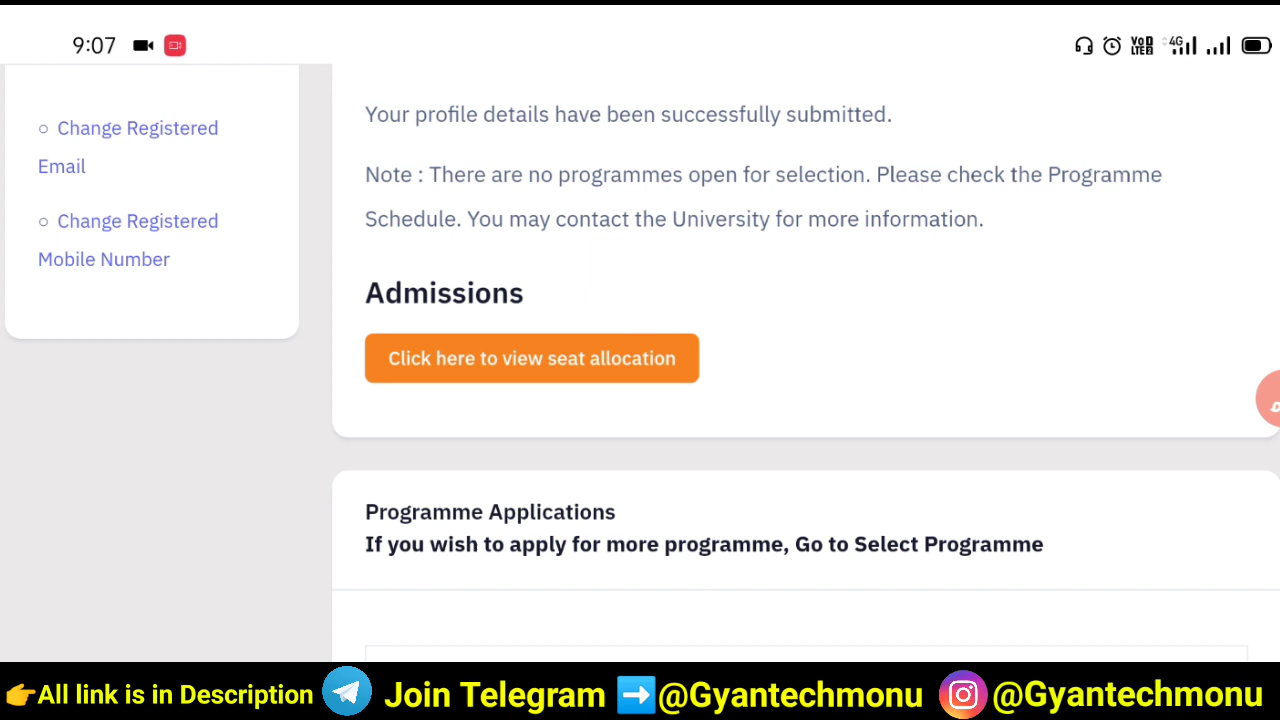 9:07
VoD
LTE2
4G
○ Change Registered
Email
○ Change Registered
Mobile Number
Your profile details have been successfully submitted.
Note : There are no programmes open for selection. Please check the Programme
Schedule. You may contact the University for more information.
Admissions
Click here to view seat allocation
Programme Applications
If you wish to apply for more programme, Go to Select Programme
👉All link is in Description
Join Telegram ➡️@Gyantechmonu
@Gyantechmonu